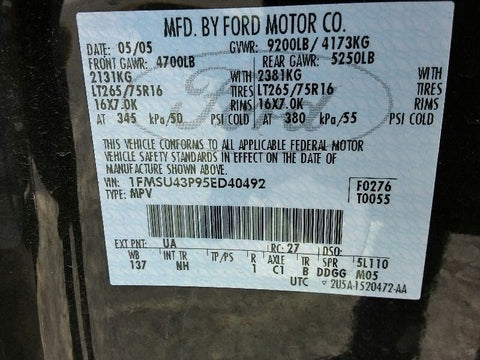 MFD. BY FORD MOTOR CO.
DATE: 05/05 GVWR: 9200LB/ 4173KG
FRONT GAWR: 4700LB REAR GAWR: 5250LB
2131KG WITH 2381KG WITH
LT265/75R16 TIRES LT265/75R16 TIRES
16X7.0K RIMS 16X7.0K RIMS
AT 345 kPa/50 PSI COLD AT 380 kPa/55 PSI COLD
Ford
THIS VEHICLE CONFORMS TO ALL APPLICABLE FEDERAL MOTOR
VEHICLE SAFETY STANDARDS IN EFFECT ON THE DATE OF
MANUFACTURE SHOWN ABOVE.
VEHICLE: 1FMSU43P95ED40492 F0276
TYPE: MPV T0055
EXT PNT: UA RC: 27 DSO:
WB INT TR TP/PS R AXLE TR SPR 5L110
137 NH 1 C1 B DDGG M05
UTC 2U5A-1520472-AA